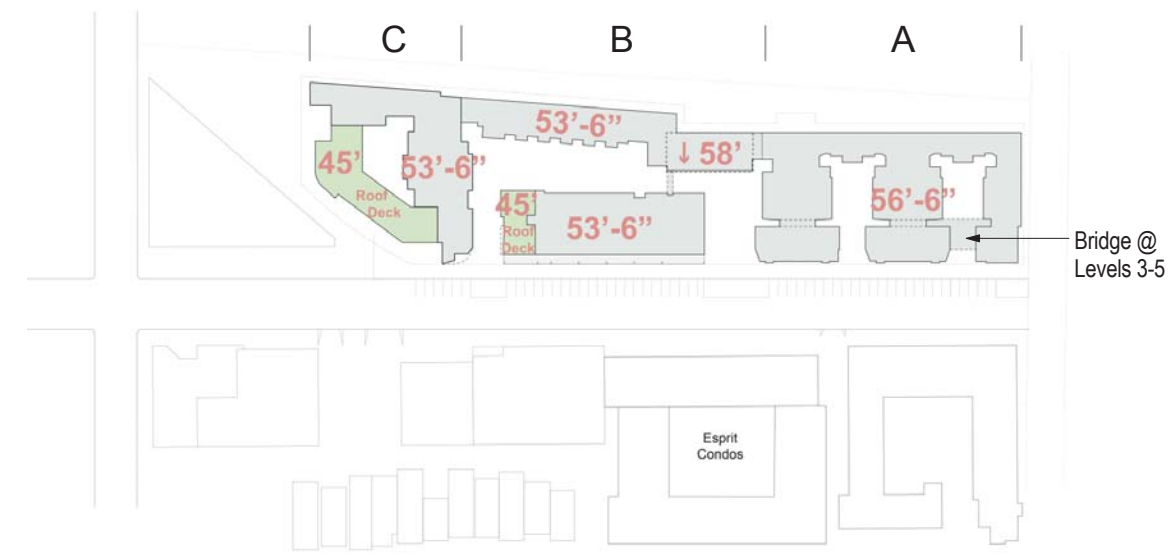 C
B
A
53’-6”
↓ 58’
45’
53’-6”
Roof
Deck
45’
Roof
Deck
53’-6”
56’-6”
Bridge @
Levels 3-5
Esprit
Condos